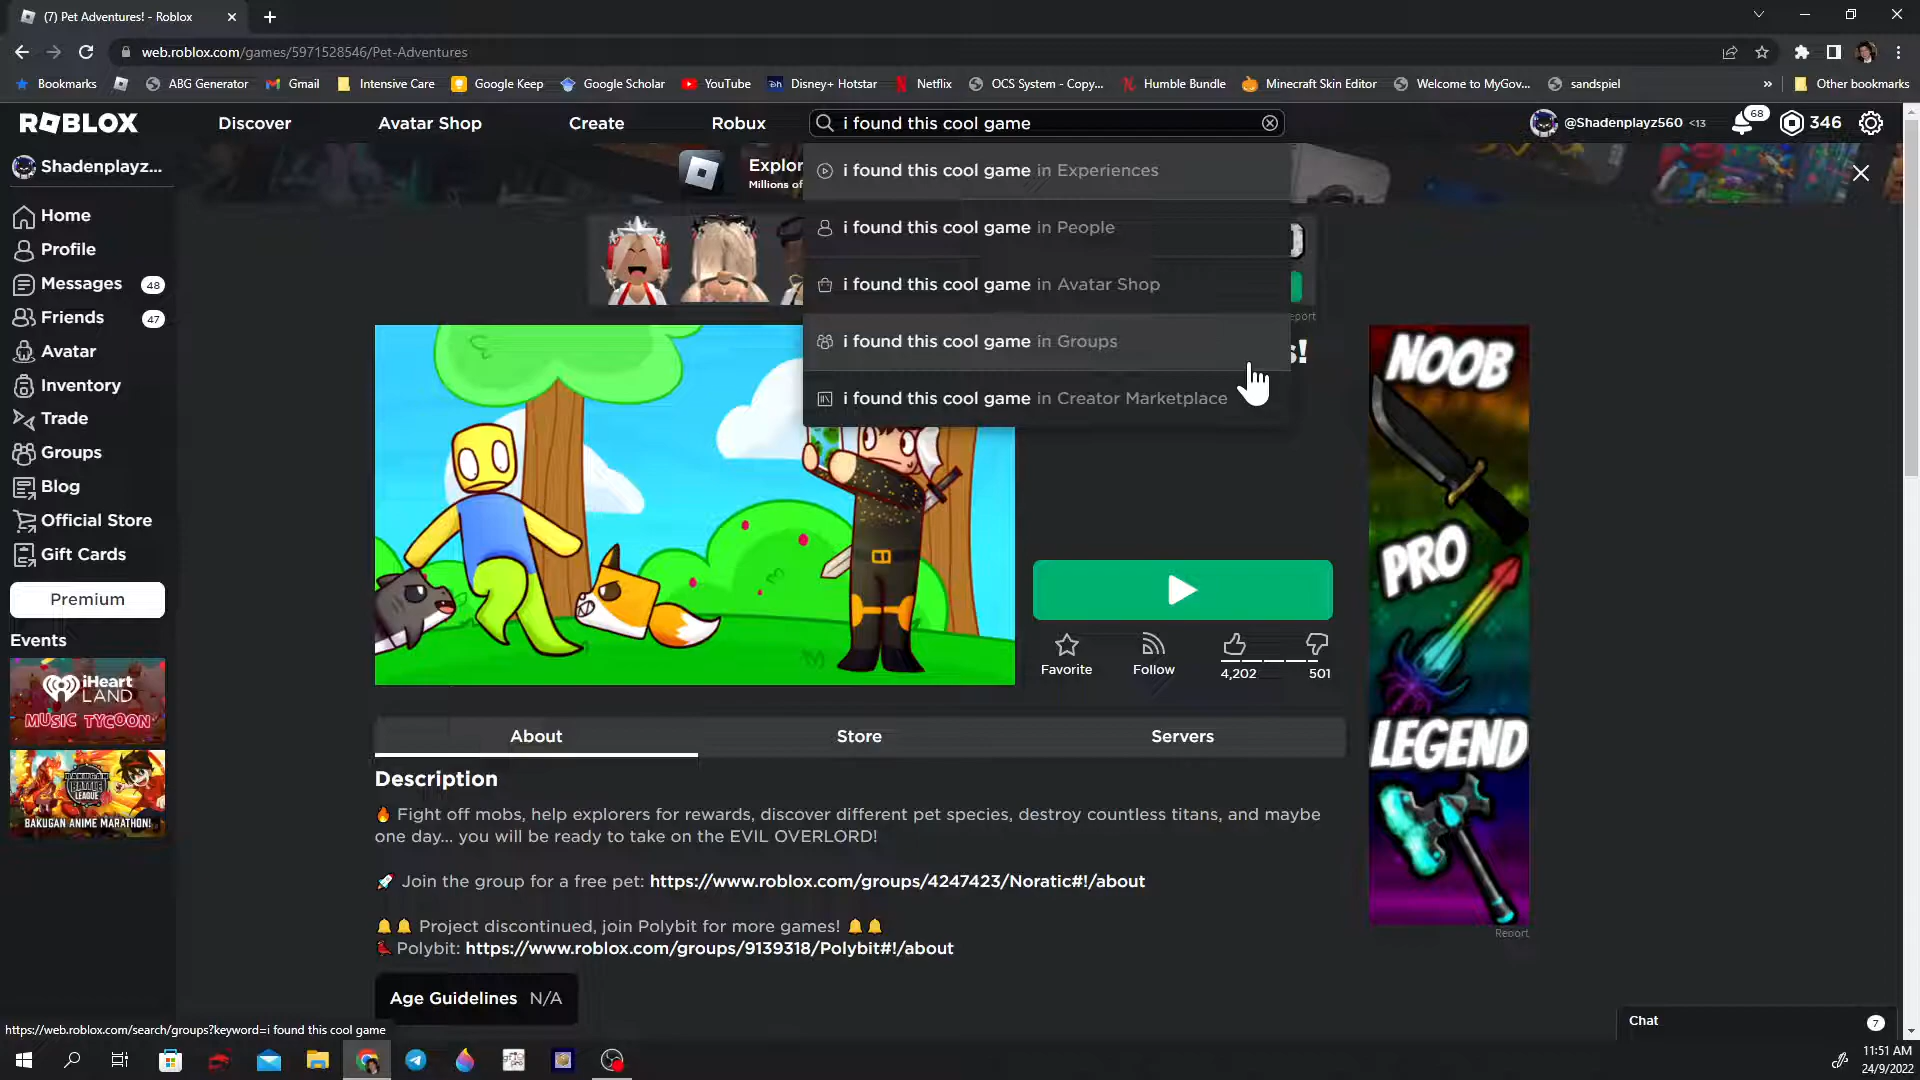 (7) Pet Adventures! - Roblox
web.roblox.com/games/5971528546/Pet-Adventures
Bookmarks
ABG Generator
Gmail
Intensive Care
Google Keep
Google Scholar
YouTube
Disney+ Hotstar
Netflix
OCS System - Copy...
Humble Bundle
Minecraft Skin Editor
Welcome to MyGov...
sandspiel
Other bookmarks
ROBLOX
Discover
Avatar Shop
Create
Robux
i found this cool game
@Shadenplayz560 <13
68
346
Shadenplayz...
Home
Profile
Messages 48
Friends 47
Avatar
Inventory
Trade
Groups
Blog
Official Store
Gift Cards
Premium
Events
iHeart
LAND
MUSIC TYCOON
BAKUGAN
BATTLE
LEAGUE
BAKUGAN ANIME MARATHON!
Explor
Millions of
i found this cool game in Experiences
i found this cool game in People
i found this cool game in Avatar Shop
i found this cool game in Groups
i found this cool game in Creator Marketplace
port
s!
Favorite
Follow
4,202
501
About
Store
Servers
Description
🔥 Fight off mobs, help explorers for rewards, discover different pet species, destroy countless titans, and maybe
one day... you will be ready to take on the EVIL OVERLORD!
🚀 Join the group for a free pet: https://www.roblox.com/groups/4247423/Noratic#!/about
🔔🔔 Project discontinued, join Polybit for more games! 🔔🔔
Polybit: https://www.roblox.com/groups/9139318/Polybit#!/about
Age Guidelines N/A
NOOB
PRO
LEGEND
Report
Chat
7
https://web.roblox.com/search/groups?keyword=i found this cool game
11:51 AM
24/9/2022